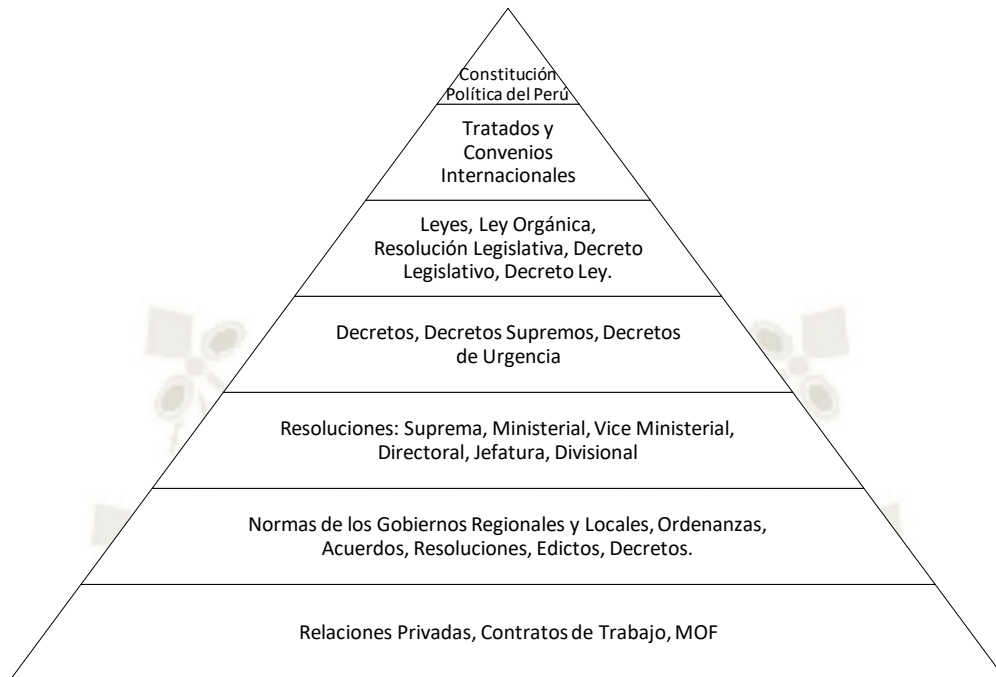 Constitución
Política del Perú
Tratados y
Convenios
Internacionales
Leyes, Ley Orgánica,
Resolución Legislativa, Decreto
Legislativo, Decreto Ley.
Decretos, Decretos Supremos, Decretos
de Urgencia
Resoluciones: Suprema, Ministerial, Vice Ministerial,
Directoral, Jefatura, Divisional
Normas de los Gobiernos Regionales y Locales, Ordenanzas,
Acuerdos, Resoluciones, Edictos, Decretos.
Relaciones Privadas, Contratos de Trabajo, MOF